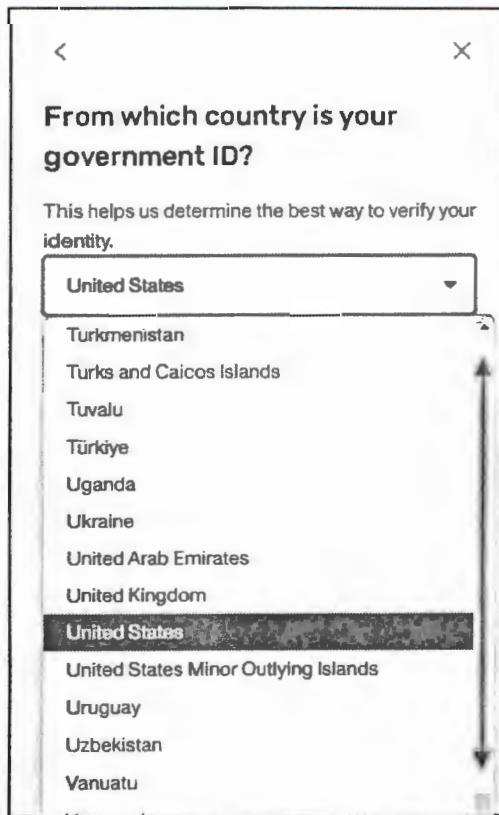 From which country is your
government ID?
This helps us determine the best way to verify your
identity.
United States
Turkmenistan
Turks and Caicos Islands
Tuvalu
Türkiye
Uganda
Ukraine
United Arab Emirates
United Kingdom
United States
United States Minor Outlying Islands
Uruguay
Uzbekistan
Vanuatu